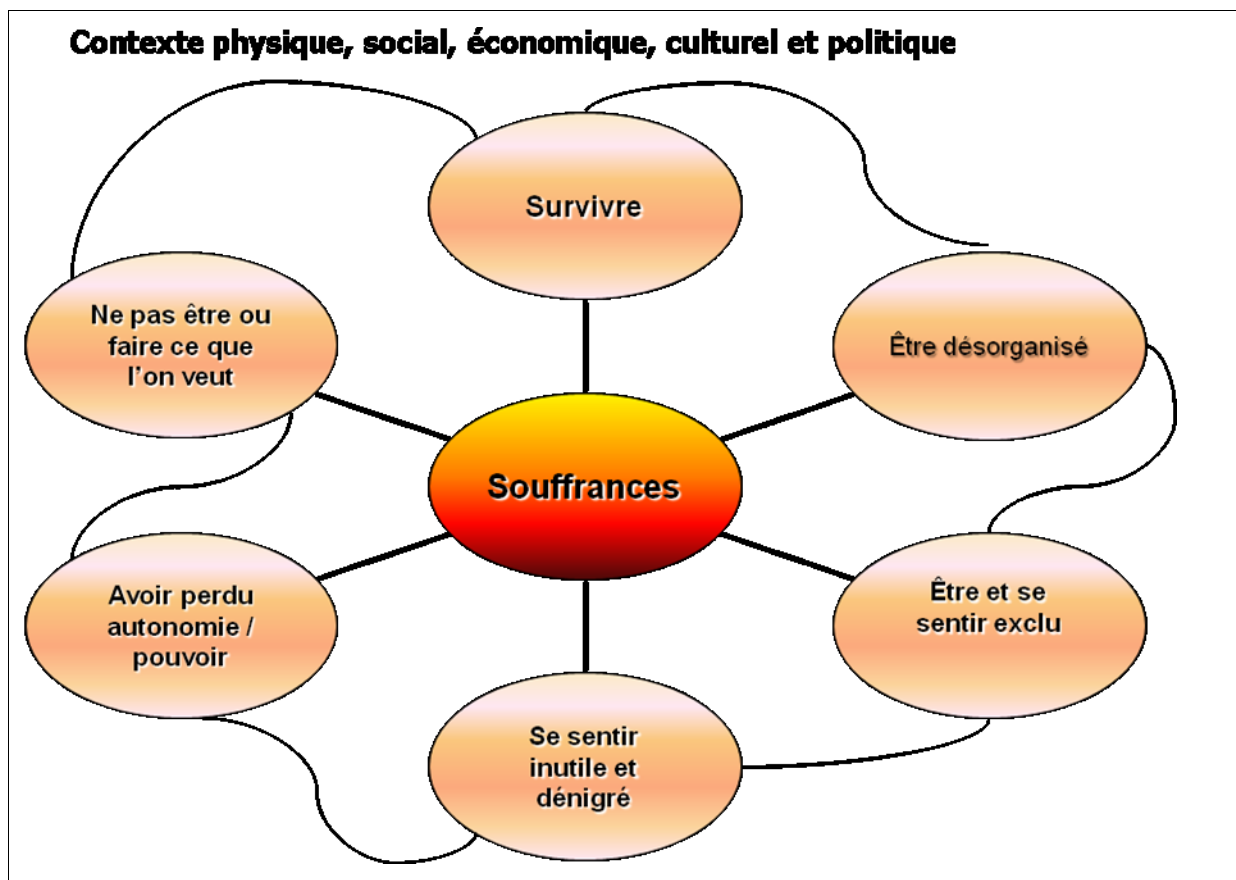 Contexte physique, social, économique, culturel et politique
Survivre
Ne pas être ou
faire ce que
l'on veut
Être désorganisé
Souffrances
Avoir perdu
autonomie /
pouvoir
Être et se
sentir exclu
Se sentir
inutile et
dénigré